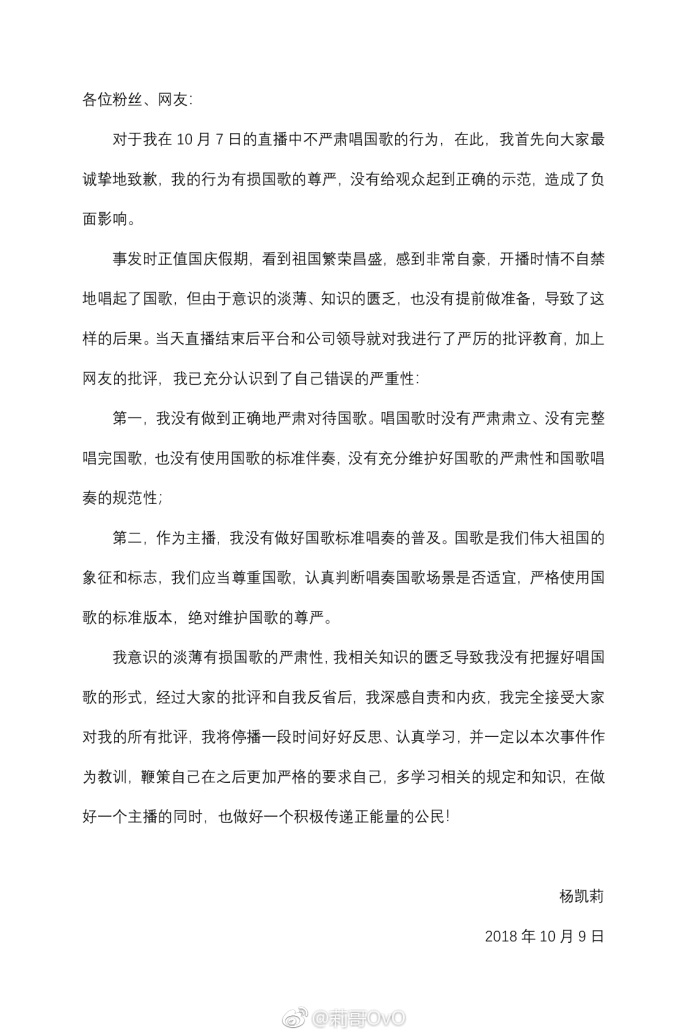 各位粉丝、网友：
对于我在 10 月 7 日的直播中不严肃唱国歌的行为，在此，我首先向大家最
诚挚地致歉，我的行为有损国歌的尊严，没有给观众起到正确的示范，造成了负
面影响。
事发时正值国庆假期，看到祖国繁荣昌盛，感到非常自豪，开播时情不自禁
地唱起了国歌，但由于意识的淡薄、知识的匮乏，也没有提前做准备，导致了这
样的后果。当天直播结束后平台和公司领导就对我进行了严厉的批评教育，加上
网友的批评，我已充分认识到了自己错误的严重性：
第一，我没有做到正确地严肃对待国歌。唱国歌时没有严肃肃立、没有完整
唱完国歌，也没有使用国歌的标准伴奏，没有充分维护好国歌的严肃性和国歌唱
奏的规范性；
第二，作为主播，我没有做好国歌标准唱奏的普及。国歌是我们伟大祖国的
象征和标志，我们应当尊重国歌，认真判断唱奏国歌场景是否适宜，严格使用国
歌的标准版本，绝对维护国歌的尊严。
我意识的淡薄有损国歌的严肃性，我相关知识的匮乏导致我没有把握好唱国
歌的形式，经过大家的批评和自我反省后，我深感自责和内疚，我完全接受大家
对我的所有批评，我将停播一段时间好好反思、认真学习，并一定以本次事件作
为教训，鞭策自己在之后更加严格的要求自己，多学习相关的规定和知识，在做
好一个主播的同时，也做好一个积极传递正能量的公民！
杨凯莉
2018 年 10 月 9 日
@莉哥OvO